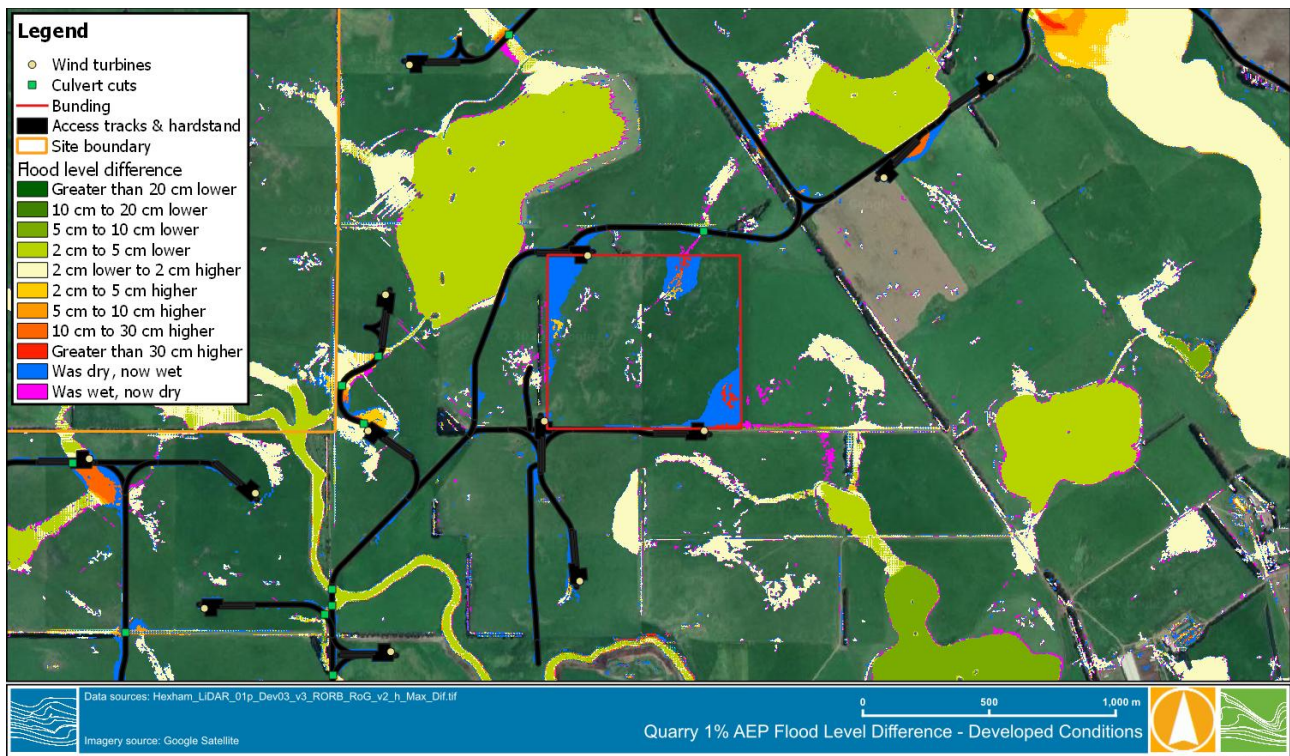 Legend
Wind turbines
Culvert cuts
Bunding
Access tracks & hardstand
Site boundary
Flood level difference
Greater than 20 cm lower
10 cm to 20 cm lower
5 cm to 10 cm lower
2 cm to 5 cm lower
2 cm lower to 2 cm higher
2 cm to 5 cm higher
5 cm to 10 cm higher
10 cm to 30 cm higher
Greater than 30 cm higher
Was dry, now wet
Was wet, now dry
Data sources: Hexham_LiDAR_01p_Dev03_v3_RORB_RoG_v2_h_Max_Dif.tif
Imagery source: Google Satellite
0 500 1,000 m
Quarry 1% AEP Flood Level Difference - Developed Conditions